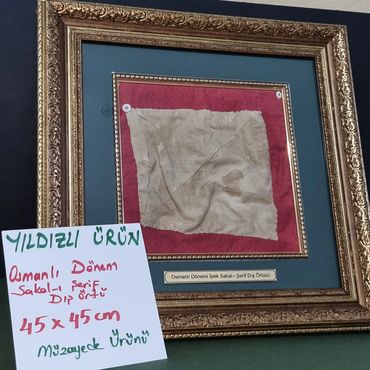 YILDIZLI ÜRÜN
Osmanlı Dönem
Sakal-ı Şerif
Dış Örtü
45 x 45 cm
Müzayede Ürünü
Osmanlı Dönemi İpek Sakal-ı Şerif Dış Örtüsü